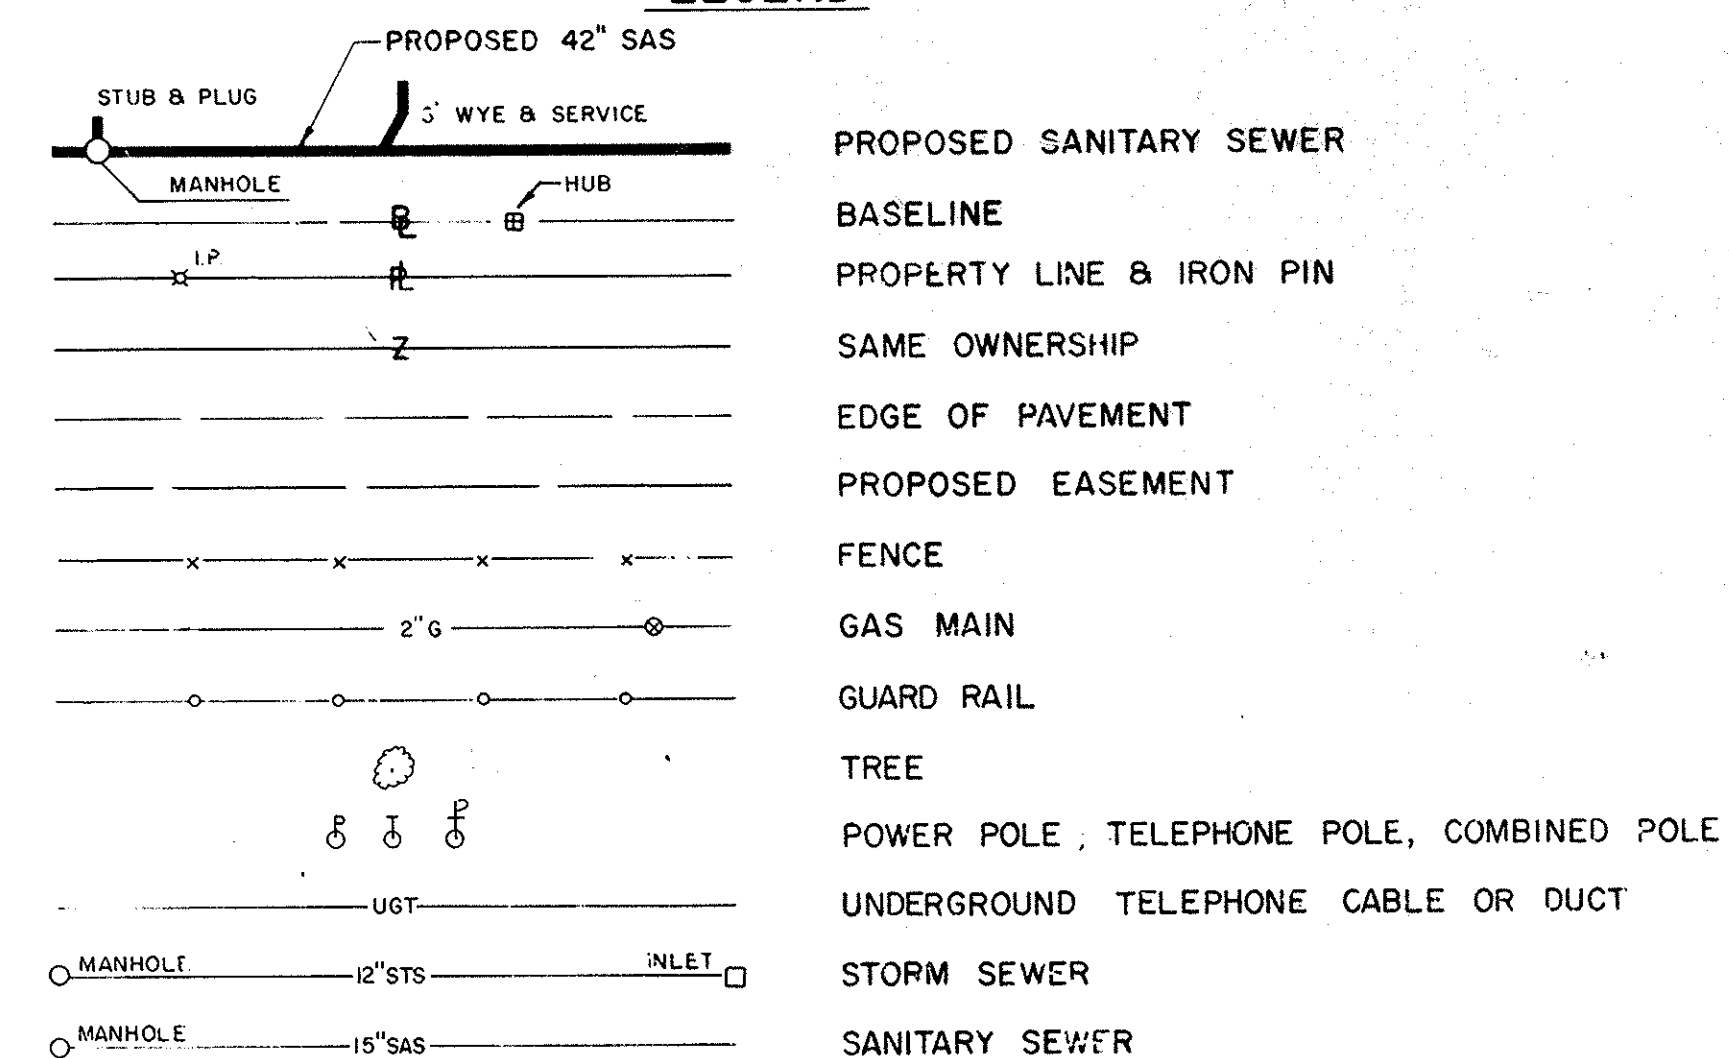 PROPOSED 42" SAS
STUB & PLUG
WYE & SERVICE
PROPOSED SANITARY SEWER
MANHOLE
HUB
BASELINE
I.P.
PROPERTY LINE & IRON PIN
Z
SAME OWNERSHIP
EDGE OF PAVEMENT
PROPOSED EASEMENT
FENCE
2" G
GAS MAIN
GUARD RAIL
TREE
P T P
POWER POLE, TELEPHONE POLE, COMBINED POLE
UGT
UNDERGROUND TELEPHONE CABLE OR DUCT
MANHOLE 12"STS INLET
STORM SEWER
MANHOLE 15"SAS
SANITARY SEWER